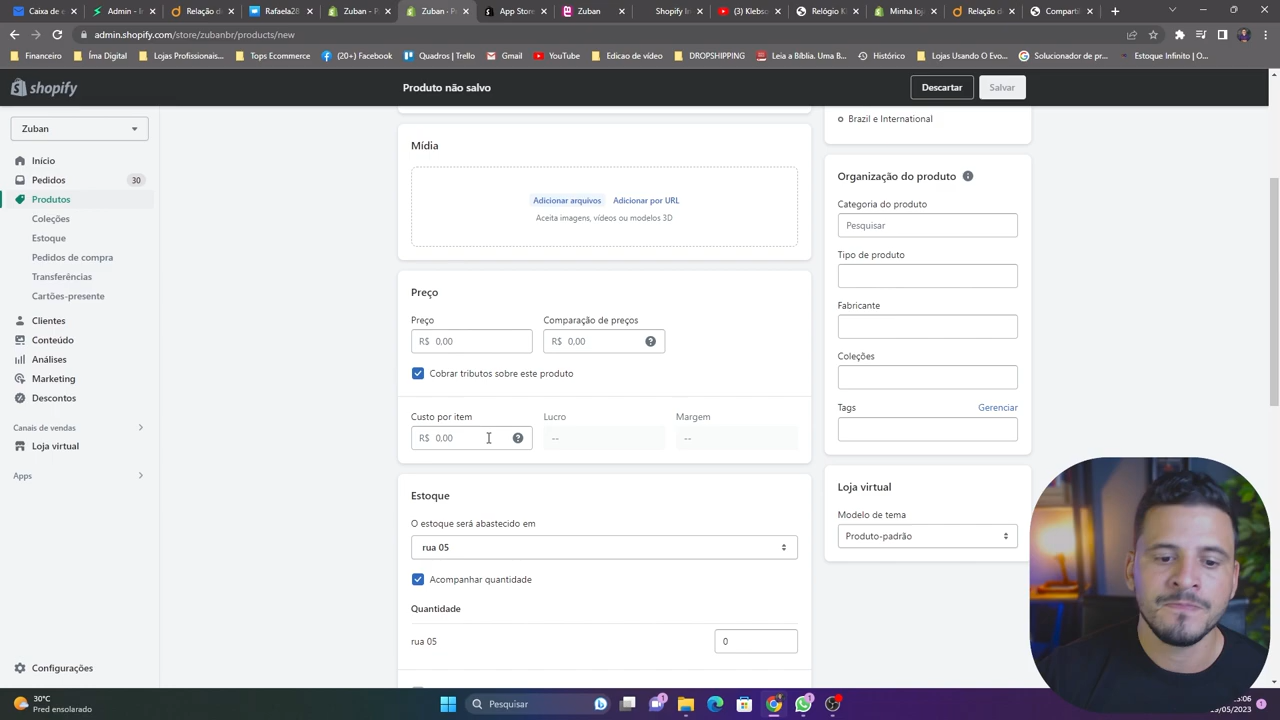 Caixa de e
Admin - P
Relação d
Rafaela28
Zuban - P
Zuban - P
App Store
Zuban
Shopify In
(7) Klebso
Relógio K
Minha loj
Relação d
Compartil
admin.shopify.com/store/zubanbr/products/new
Financeiro
Íma Digital
Lojas Profissionais...
Tops Ecommerce
(20+) Facebook
Quadros | Trello
Gmail
YouTube
Edicao de vídeo
DROPSHIPPING
Leia a Bíblia. Uma B...
Histórico
Lojas Usando O Evo...
Solucionador de pr...
Estoque Infinito | O...
shopify
Produto não salvo
Descartar
Salvar
Zuban
Início
Pedidos
30
Produtos
Coleções
Estoque
Pedidos de compra
Transferências
Cartões-presente
Clientes
Conteúdo
Análises
Marketing
Descontos
Canais de vendas
Loja virtual
Apps
Configurações
Mídia
Adicionar arquivos
Adicionar por URL
Aceita imagens, vídeos ou modelos 3D
Preço
Preço
Comparação de preços
R$ 0,00
R$ 0,00
Cobrar tributos sobre este produto
Custo por item
Lucro
Margem
R$ 0,00
--
--
Estoque
O estoque será abastecido em
rua 05
Acompanhar quantidade
Quantidade
rua 05
0
Brazil e International
Organização do produto
Categoria do produto
Pesquisar
Tipo de produto
Fabricante
Coleções
Tags
Gerenciar
Loja virtual
Modelo de tema
Produto-padrão
30°C
Pred ensolarado
Pesquisar